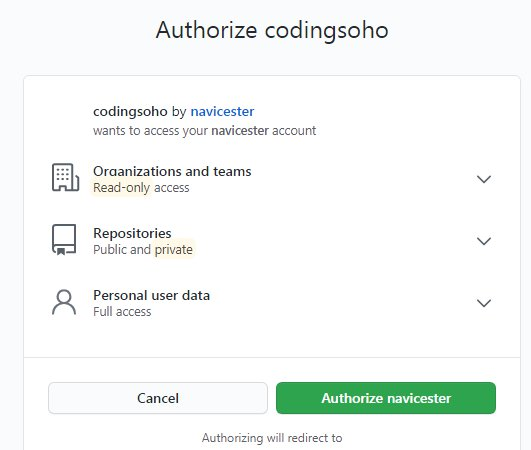 Authorize codingsoho
codingsoho by navicester
wants to access your navicester account
Organizations and teams
Read-only access
Repositories
Public and private
Personal user data
Full access
Cancel
Authorize navicester
Authorizing will redirect to